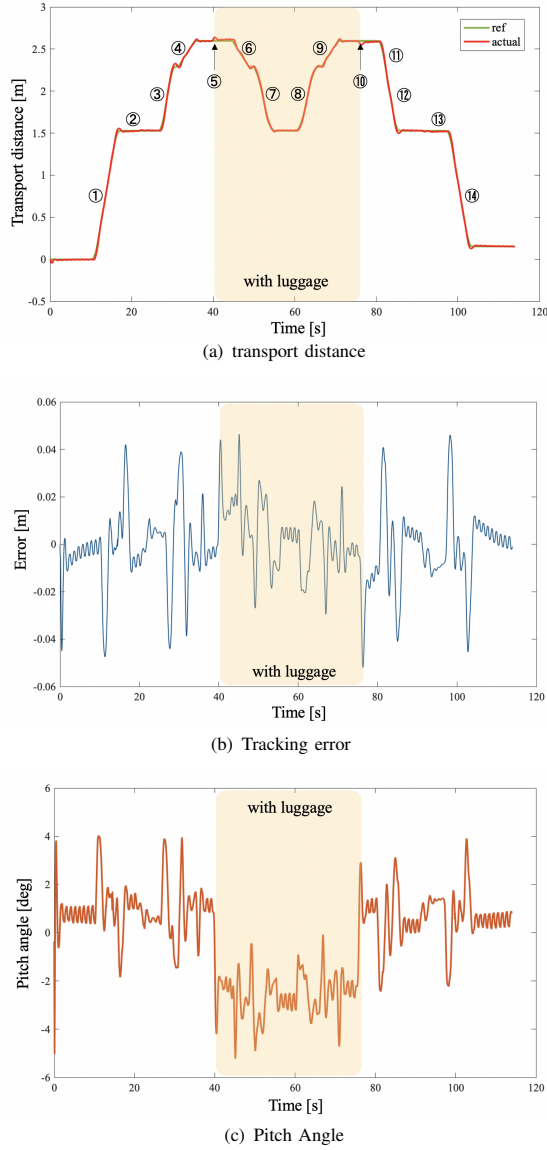 3
2.5
2
1.5
1
0.5
0
-0.5
Transport distance [m]
ref
actual
①
②
③
④
⑤
⑥
⑦
⑧
⑨
⑩
⑪
⑫
⑬
⑭
with luggage
0 20 40 60 80 100 120
Time [s]
(a) transport distance
0.06
0.04
0.02
0
-0.02
-0.04
-0.06
Error [m]
with luggage
0 20 40 60 80 100 120
Time [s]
(b) Tracking error
6
4
2
0
-2
-4
-6
Pitch angle [deg]
with luggage
0 20 40 60 80 100 120
Time [s]
(c) Pitch Angle